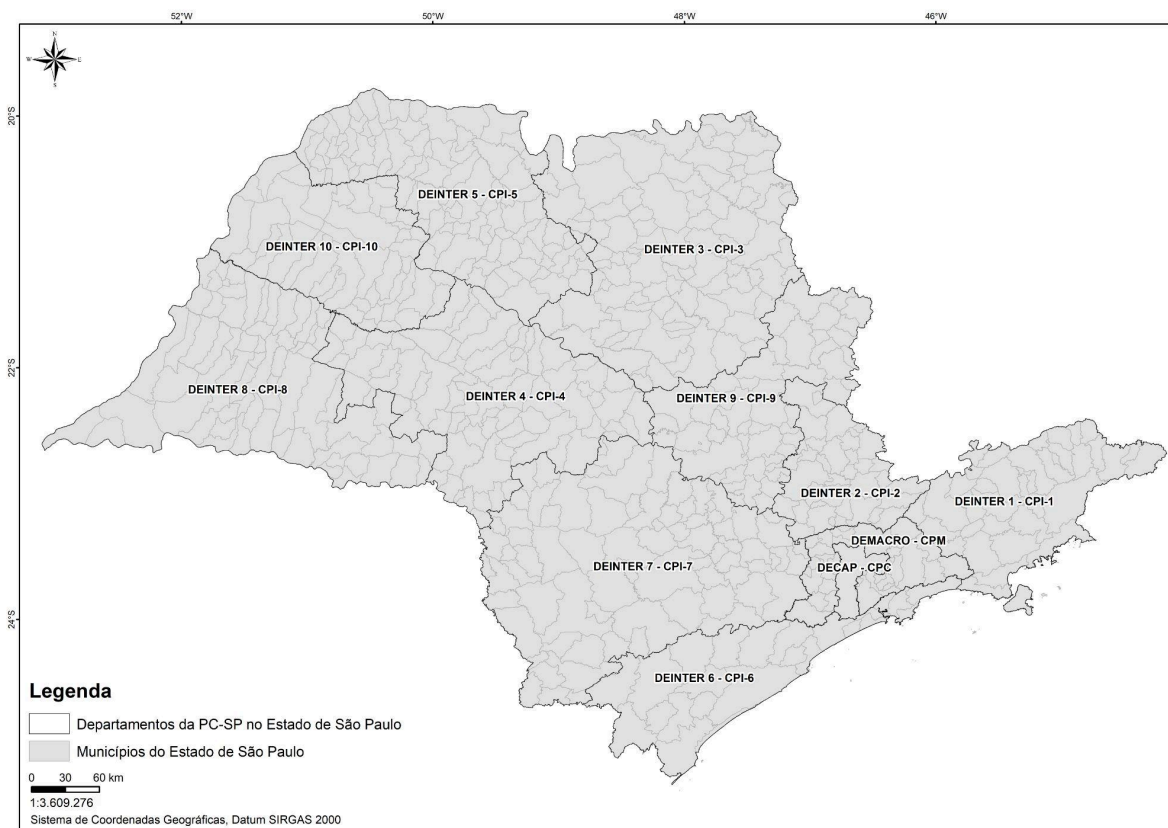 52°W 50°W 48°W 46°W
N
W E
S
20°S
22°S
24°S
DEINTER 5 - CPI-5
DEINTER 10 - CPI-10
DEINTER 3 - CPI-3
DEINTER 8 - CPI-8
DEINTER 4 - CPI-4
DEINTER 9 - CPI-9
DEINTER 2 - CPI-2
DEINTER 1 - CPI-1
DEMACRO - CPM
DECAP - CPC
DEINTER 7 - CPI-7
DEINTER 6 - CPI-6
Legenda
Departamentos da PC-SP no Estado de São Paulo
Municípios do Estado de São Paulo
0 30 60 km
1:3.609.276
Sistema de Coordenadas Geográficas, Datum SIRGAS 2000